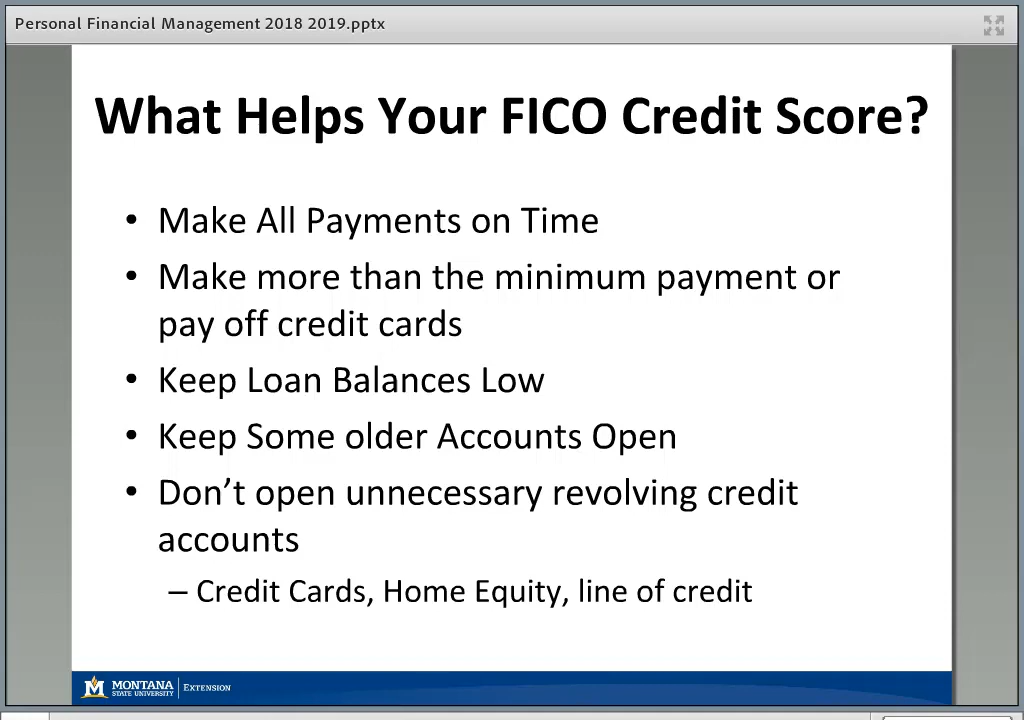 Personal Financial Management 2018 2019.pptx
What Helps Your FICO Credit Score?
• Make All Payments on Time
• Make more than the minimum payment or
pay off credit cards
• Keep Loan Balances Low
• Keep Some older Accounts Open
• Don’t open unnecessary revolving credit
accounts
– Credit Cards, Home Equity, line of credit
MONTANA
STATE UNIVERSITY
EXTENSION